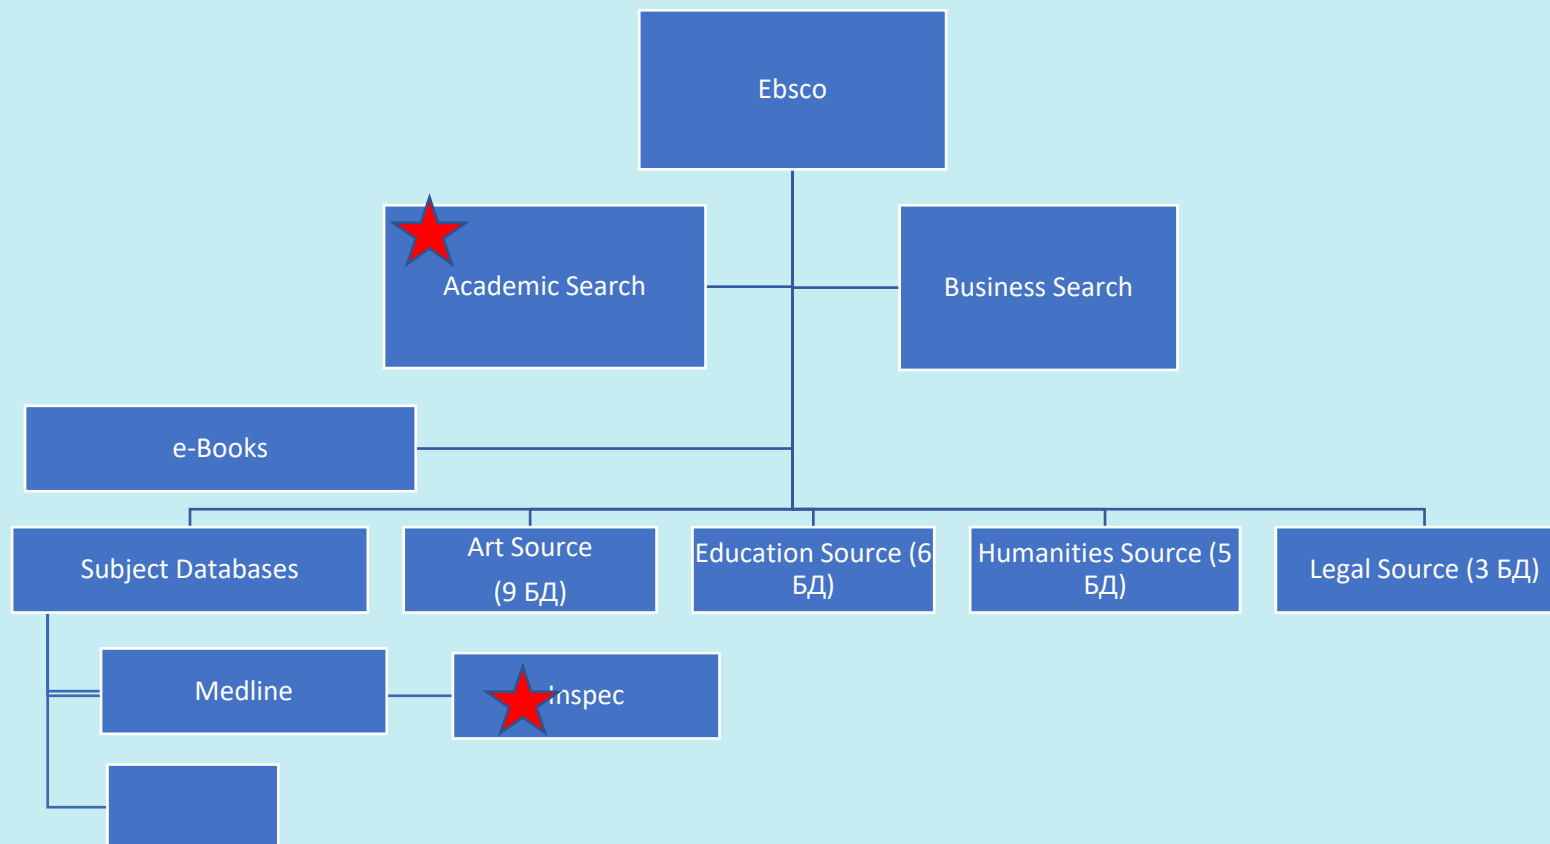 Ebsco
Academic Search
Business Search
e-Books
Subject Databases
Art Source
(9 БД)
Education Source (6
БД)
Humanities Source (5
БД)
Legal Source (3 БД)
Medline
Inspec